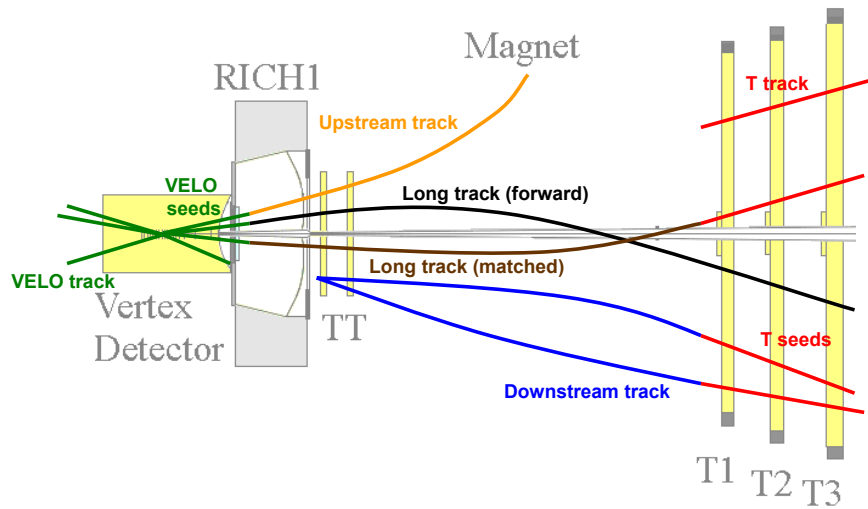 Magnet
RICH1
T track
Upstream track
VELO
seeds
Long track (forward)
VELO track
Long track (matched)
Vertex
Detector
TT
T seeds
Downstream track
T1
T2
T3